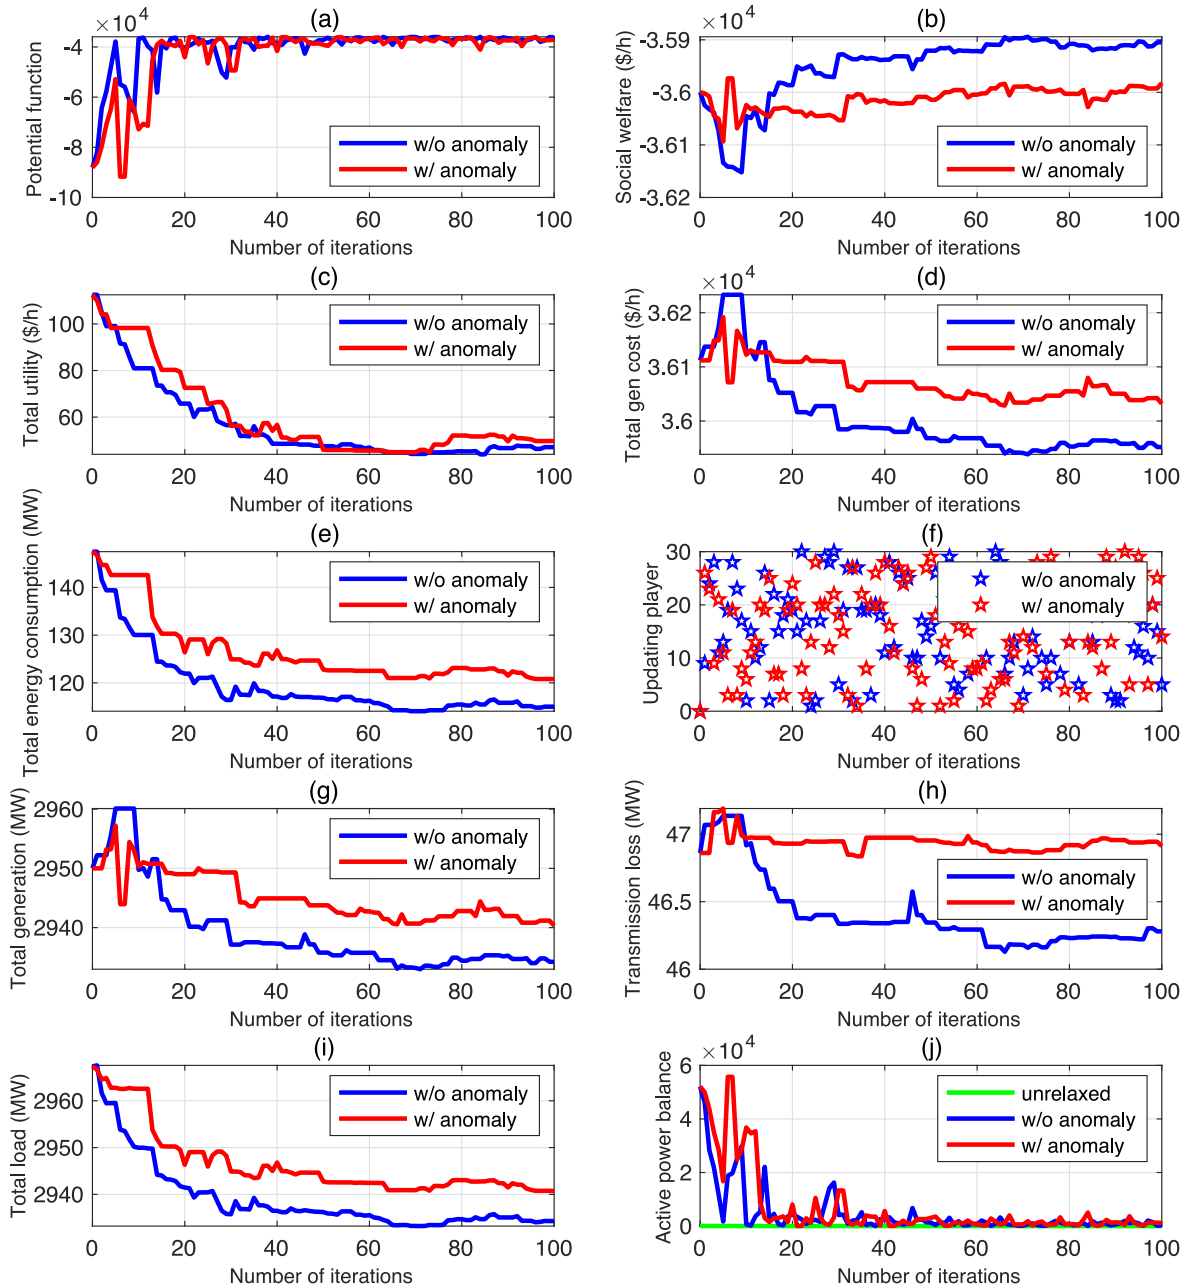 (a)
×10⁴
-4
-6
-8
-10
Potential function
w/o anomaly
w/ anomaly
0 20 40 60 80 100
Number of iterations
(b)
×10⁴
-3.59
-3.6
-3.61
-3.62
Social welfare ($/h)
w/o anomaly
w/ anomaly
0 20 40 60 80 100
Number of iterations
(c)
100
80
60
Total utility ($/h)
w/o anomaly
w/ anomaly
0 20 40 60 80 100
Number of iterations
(d)
×10⁴
3.62
3.61
3.6
Total gen cost ($/h)
w/o anomaly
w/ anomaly
0 20 40 60 80 100
Number of iterations
(e)
140
130
120
Total energy consumption (MW)
w/o anomaly
w/ anomaly
0 20 40 60 80 100
Number of iterations
(f)
30
20
10
0
Updating player
w/o anomaly
w/ anomaly
0 20 40 60 80 100
Number of iterations
(g)
2960
2950
2940
Total generation (MW)
w/o anomaly
w/ anomaly
0 20 40 60 80 100
Number of iterations
(h)
47
46.5
46
Transmission loss (MW)
w/o anomaly
w/ anomaly
0 20 40 60 80 100
Number of iterations
(i)
2960
2950
2940
Total load (MW)
w/o anomaly
w/ anomaly
0 20 40 60 80 100
Number of iterations
(j)
×10⁴
6
4
2
0
Active power balance
unrelaxed
w/o anomaly
w/ anomaly
0 20 40 60 80 100
Number of iterations